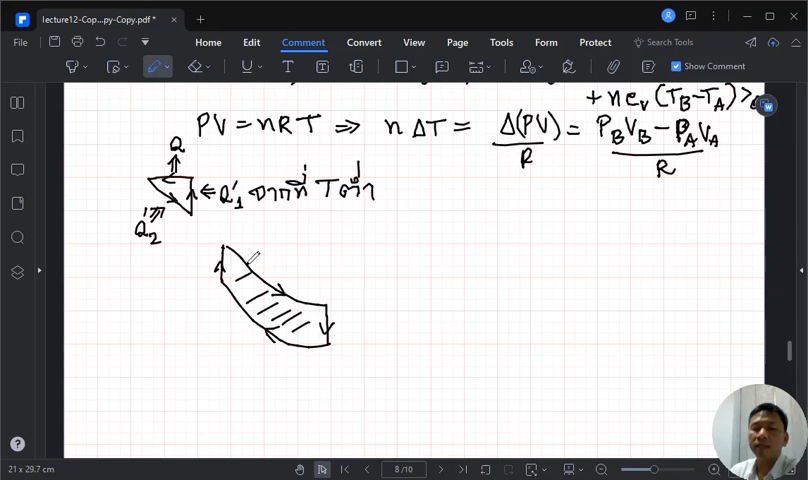 lecture12-Cop...py-Copy.pdf *
File Home Edit Comment Convert View Page Tools Form Protect Search Tools
Show Comment
+ n c_v (T_B - T_A) >
PV = nRT ⇒ n ΔT = Δ(PV)/R = (P_B V_B - P_A V_A)/R
Q
⇐ Q'_1 จากที่ T ต่ำ
Q'_2
21 x 29.7 cm
8 /10